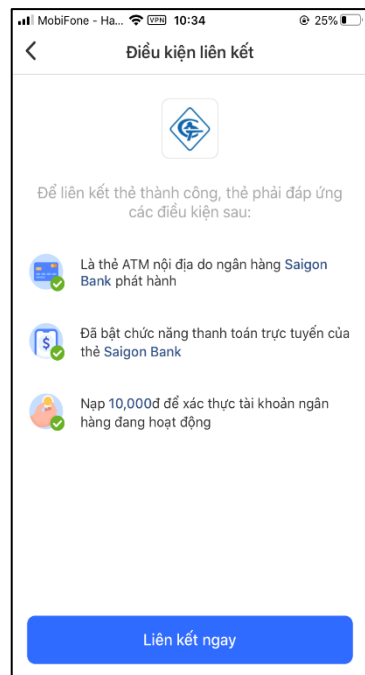 MobiFone - Ha... VPN 10:34 25%
Điều kiện liên kết
Để liên kết thẻ thành công, thẻ phải đáp ứng
các điều kiện sau:
Là thẻ ATM nội địa do ngân hàng Saigon
Bank phát hành
Đã bật chức năng thanh toán trực tuyến của
thẻ Saigon Bank
Nạp 10,000đ để xác thực tài khoản ngân
hàng đang hoạt động
Liên kết ngay